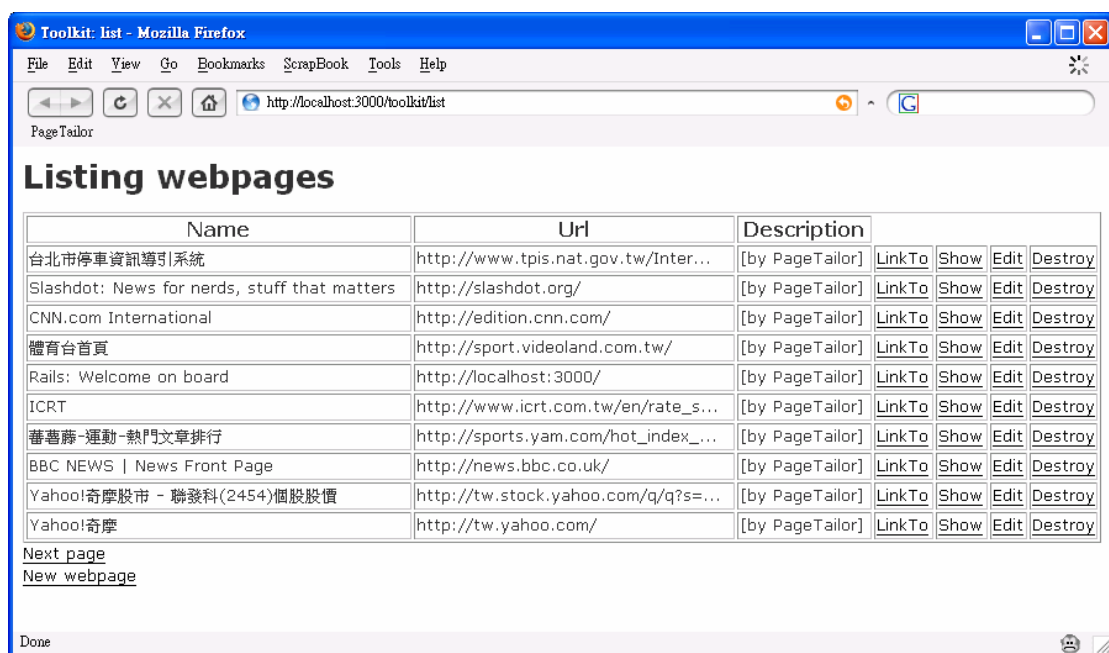 Toolkit: list - Mozilla Firefox
File Edit View Go Bookmarks ScrapBook Tools Help
http://localhost:3000/toolkit/list
G
PageTailor
Listing webpages
Name Url Description
台北市停車資訊導引系統 http://www.tpis.nat.gov.tw/Inter... [by PageTailor] LinkTo Show Edit Destroy
Slashdot: News for nerds, stuff that matters http://slashdot.org/ [by PageTailor] LinkTo Show Edit Destroy
CNN.com International http://edition.cnn.com/ [by PageTailor] LinkTo Show Edit Destroy
體育台首頁 http://sport.videoland.com.tw/ [by PageTailor] LinkTo Show Edit Destroy
Rails: Welcome on board http://localhost:3000/ [by PageTailor] LinkTo Show Edit Destroy
ICRT http://www.icrt.com.tw/en/rate_s... [by PageTailor] LinkTo Show Edit Destroy
蕃薯藤-運動-熱門文章排行 http://sports.yam.com/hot_index_... [by PageTailor] LinkTo Show Edit Destroy
BBC NEWS | News Front Page http://news.bbc.co.uk/ [by PageTailor] LinkTo Show Edit Destroy
Yahoo!奇摩股市 - 聯發科(2454)個股股價 http://tw.stock.yahoo.com/q/q?s=... [by PageTailor] LinkTo Show Edit Destroy
Yahoo!奇摩 http://tw.yahoo.com/ [by PageTailor] LinkTo Show Edit Destroy
Next page
New webpage
Done